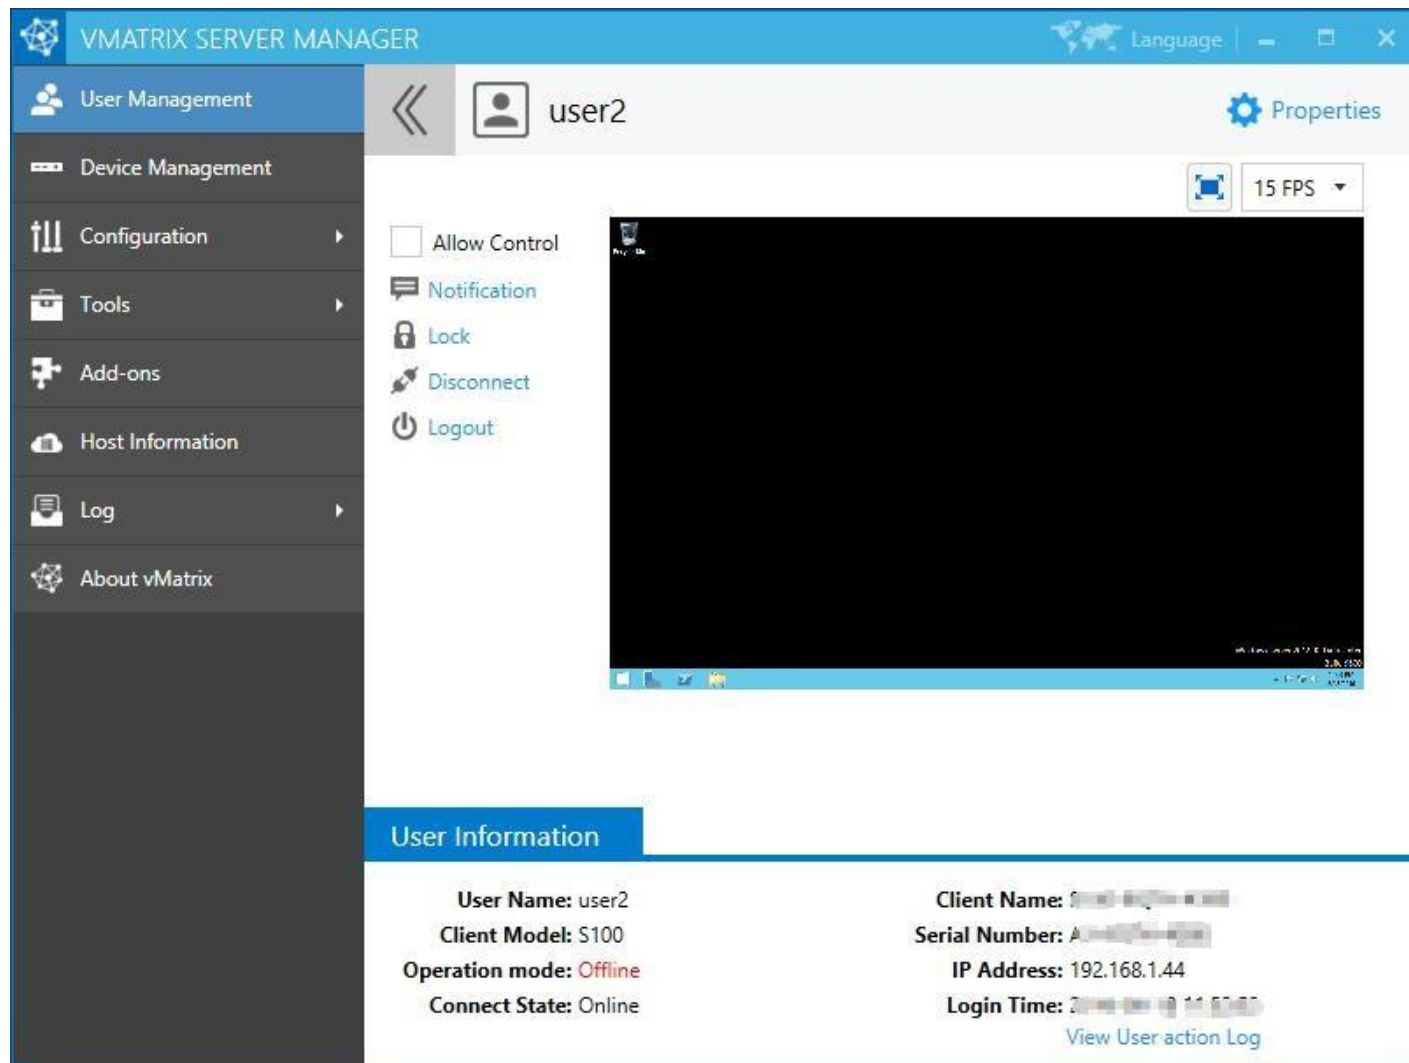 VMATRIX SERVER MANAGER
Language
User Management
Device Management
Configuration
Tools
Add-ons
Host Information
Log
About vMatrix
user2
Properties
15 FPS
Allow Control
Notification
Lock
Disconnect
Logout
User Information
User Name: user2
Client Model: S100
Operation mode: Offline
Connect State: Online
Client Name:
Serial Number:
IP Address: 192.168.1.44
Login Time:
View User action Log